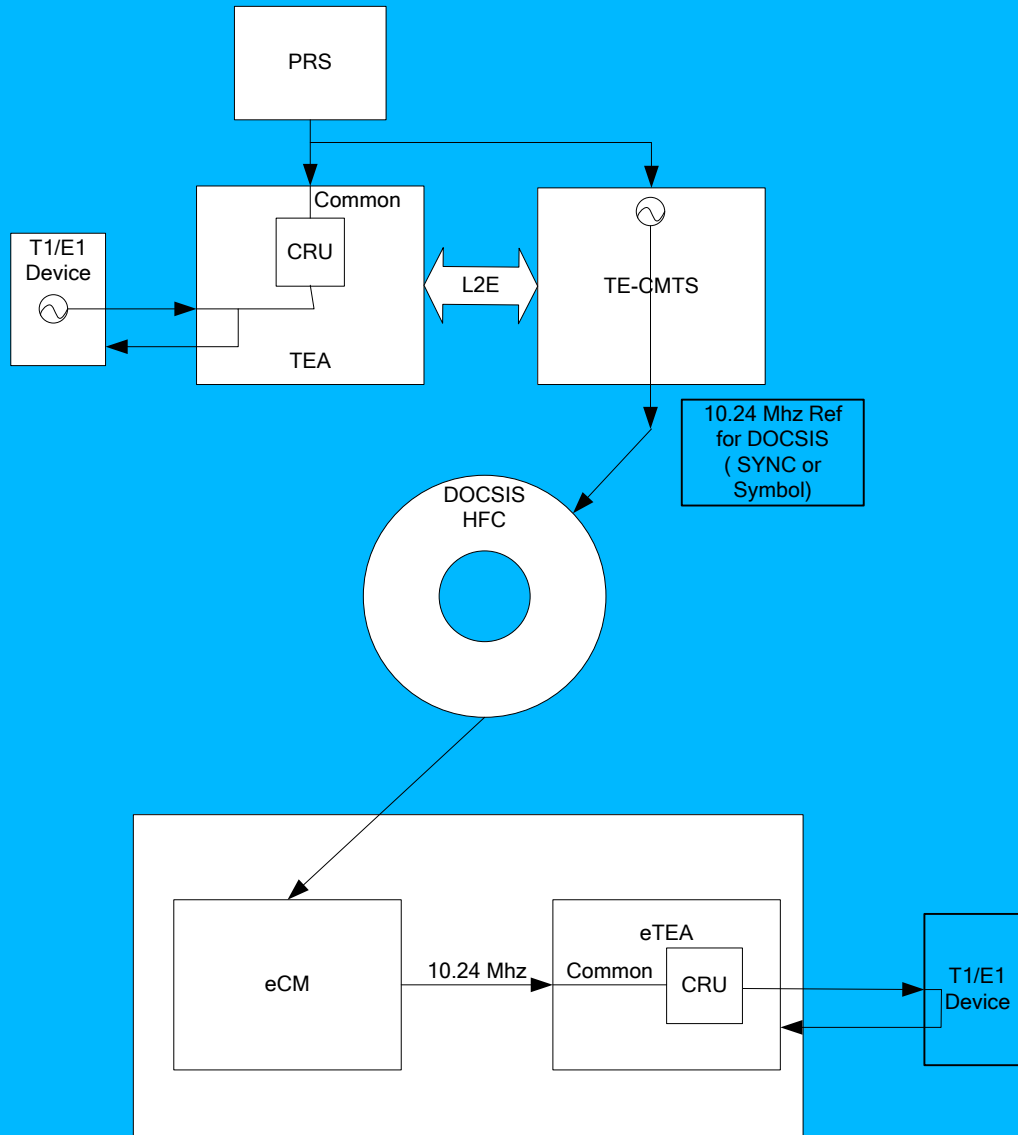 PRS
Common
CRU
T1/E1
Device
TEA
L2E
TE-CMTS
10.24 Mhz Ref
for DOCSIS
( SYNC or
Symbol)
DOCSIS
HFC
eCM
10.24 Mhz
eTEA
Common
CRU
T1/E1
Device